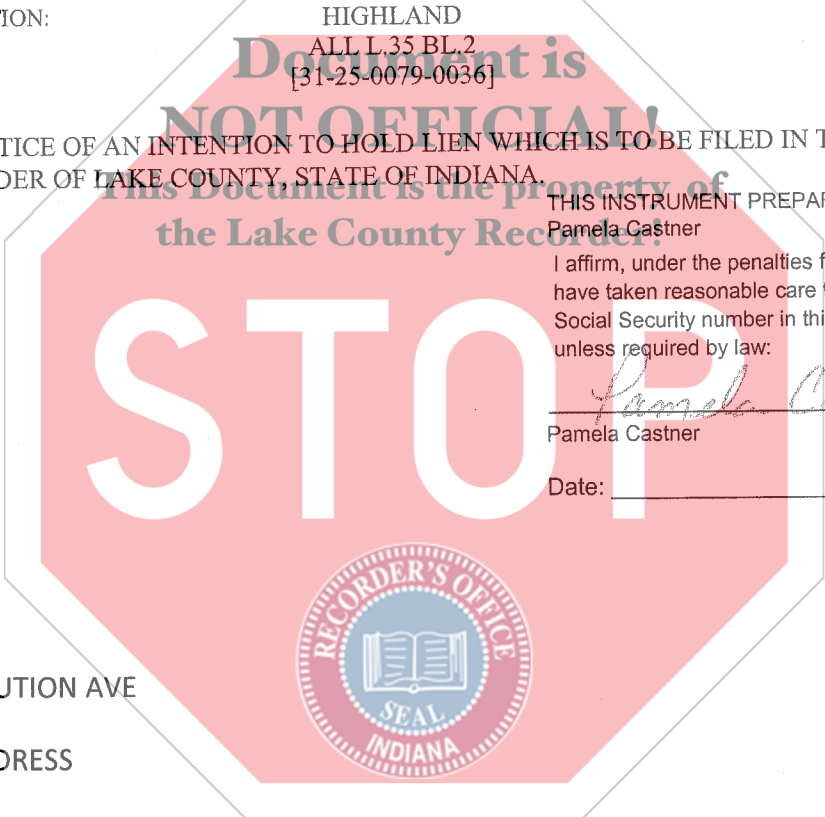 TION:
HIGHLAND
ALL L.35 BL.2
[31-25-0079-0036]
Document is
NOT OFFICIAL!
This Document is the property of
the Lake County Recorder!
TICE OF AN INTENTION TO HOLD LIEN WHICH IS TO BE FILED IN T
DER OF LAKE COUNTY, STATE OF INDIANA.
THIS INSTRUMENT PREPAR
Pamela Castner
I affirm, under the penalties f
have taken reasonable care
Social Security number in thi
unless required by law:
Pamela C
Pamela Castner
Date:
STOP
RECORDER'S OFFICE
SEAL
INDIANA
UTION AVE
DRESS